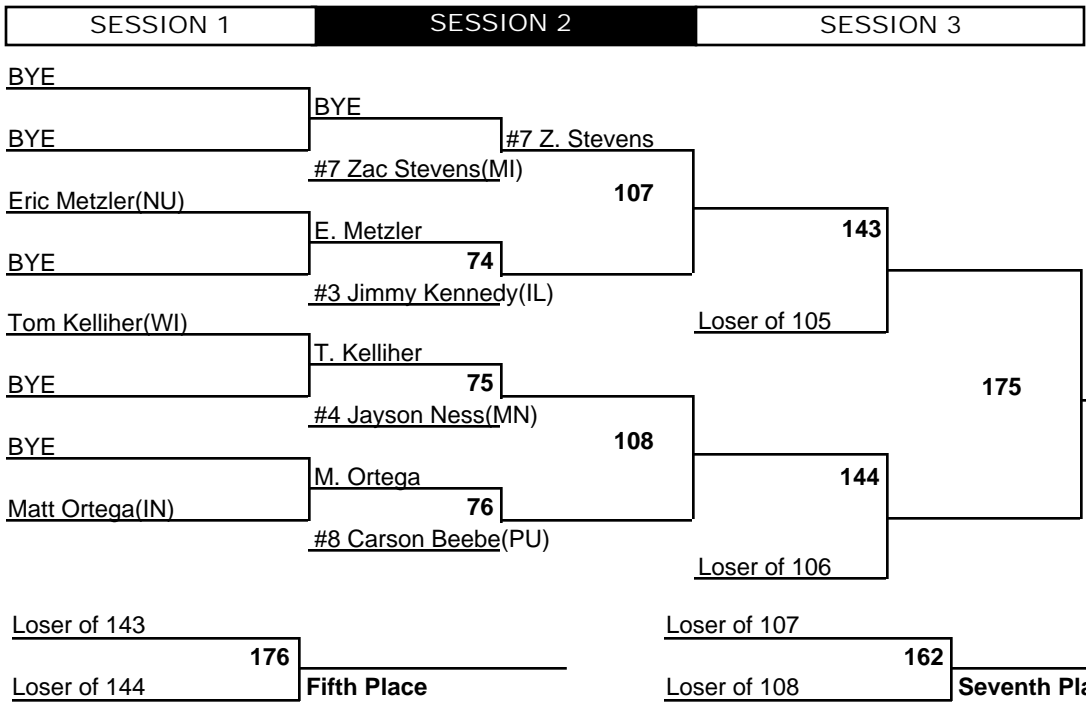 SESSION 1 SESSION 2 SESSION 3
BYE
BYE
BYE #7 Z. Stevens
#7 Zac Stevens(MI)
107
Eric Metzler(NU)
E. Metzler 143
BYE 74
#3 Jimmy Kennedy(IL)
Tom Kelliher(WI) Loser of 105
T. Kelliher
BYE 75 175
#4 Jayson Ness(MN)
BYE 108
M. Ortega 144
Matt Ortega(IN) 76
#8 Carson Beebe(PU)
Loser of 106
Loser of 143 Loser of 107
176 162
Loser of 144 Fifth Place Loser of 108 Seventh Pla